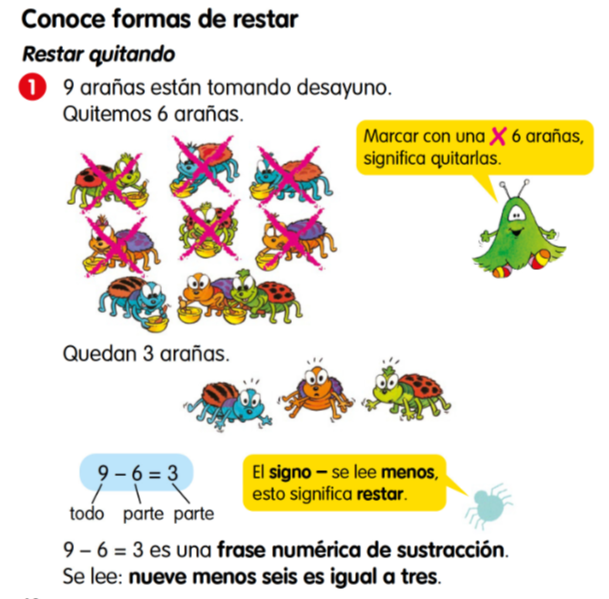 Conoce formas de restar
Restar quitando
1 9 arañas están tomando desayuno.
Quitemos 6 arañas.
Marcar con una X 6 arañas,
significa quitarlas.
Quedan 3 arañas.
9 – 6 = 3
todo parte parte
El signo – se lee menos,
esto significa restar.
9 – 6 = 3 es una frase numérica de sustracción.
Se lee: nueve menos seis es igual a tres.